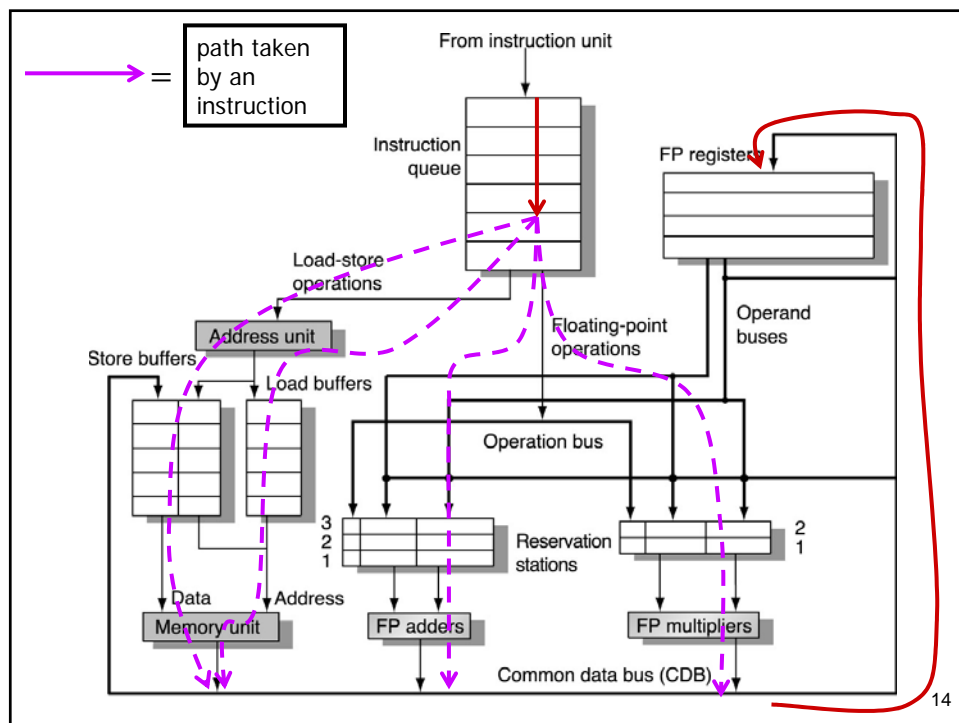 path taken
by an
instruction
=
From instruction unit
Instruction
queue
FP registers
Load-store
operations
Address unit
Floating-point
operations
Operand
buses
Store buffers
Load buffers
Operation bus
3
2
1
Reservation
stations
2
1
Data
Address
Memory unit
FP adders
FP multipliers
Common data bus (CDB)
14